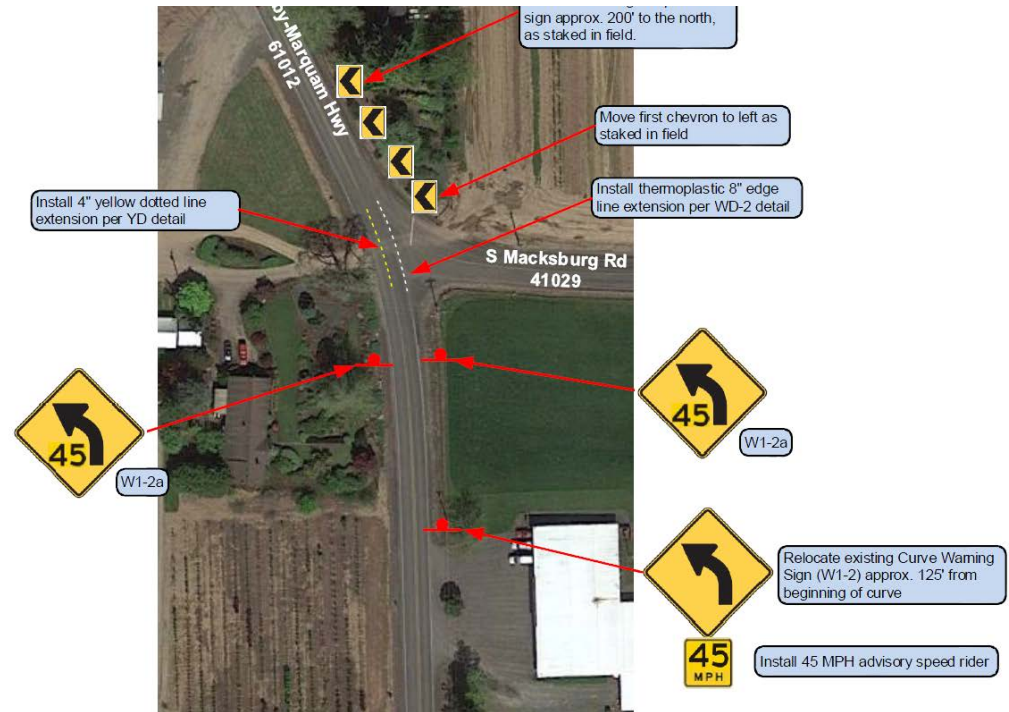 sign approx. 200' to the north,
as staked in field.
by-Marquam Hwy
61012
Move first chevron to left as
staked in field
Install 4" yellow dotted line
extension per YD detail
Install thermoplastic 8" edge
line extension per WD-2 detail
S Macksburg Rd
41029
45
W1-2a
45
W1-2a
Relocate existing Curve Warning
Sign (W1-2) approx. 125' from
beginning of curve
45
MPH
Install 45 MPH advisory speed rider